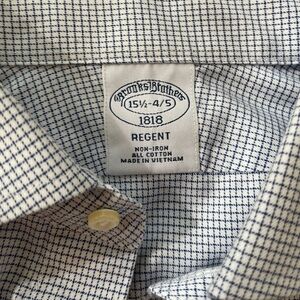 Brooks Brothers
15½-4/5
1818
REGENT
NON-IRON
ALL COTTON
MADE IN VIETNAM